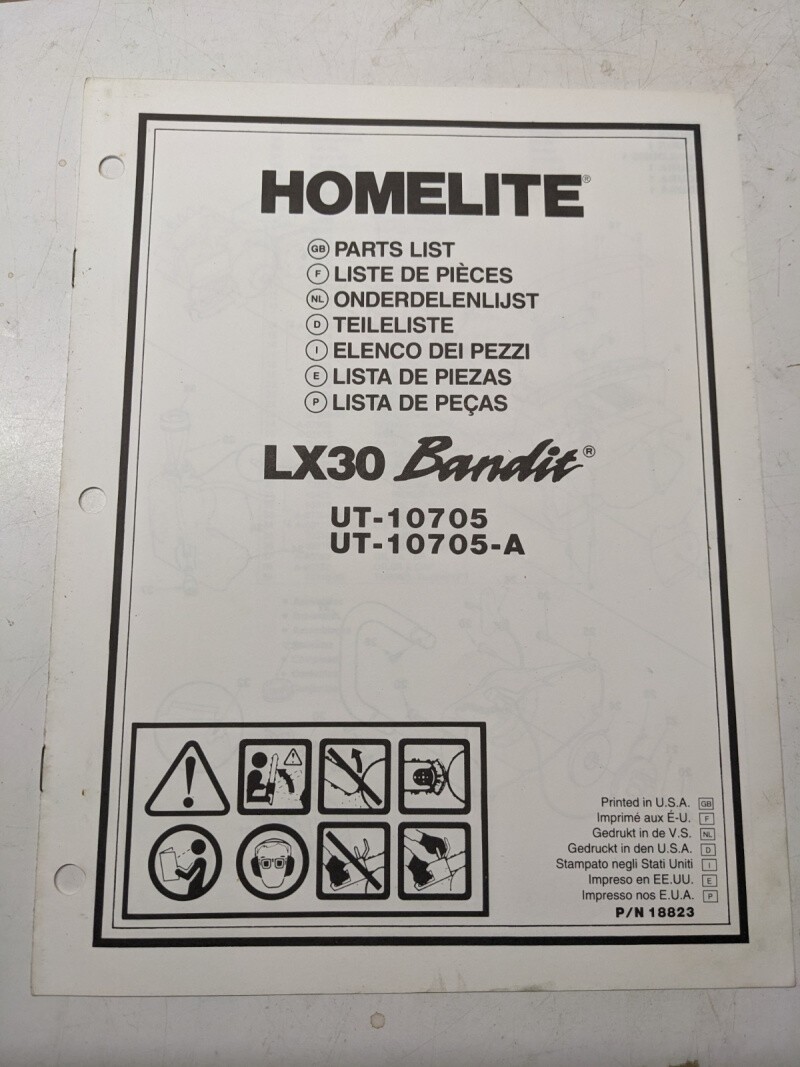 HOMELITE®
GB PARTS LIST
F LISTE DE PIÈCES
NL ONDERDELENLIJST
D TEILELISTE
I ELENCO DEI PEZZI
E LISTA DE PIEZAS
P LISTA DE PEÇAS
LX30 Bandit®
UT-10705
UT-10705-A
Printed in U.S.A. GB
Imprimé aux É-U. F
Gedrukt in de V.S. NL
Gedruckt in den U.S.A. D
Stampato negli Stati Uniti I
Impreso en EE.UU. E
Impresso nos E.U.A. P
P/N 18823